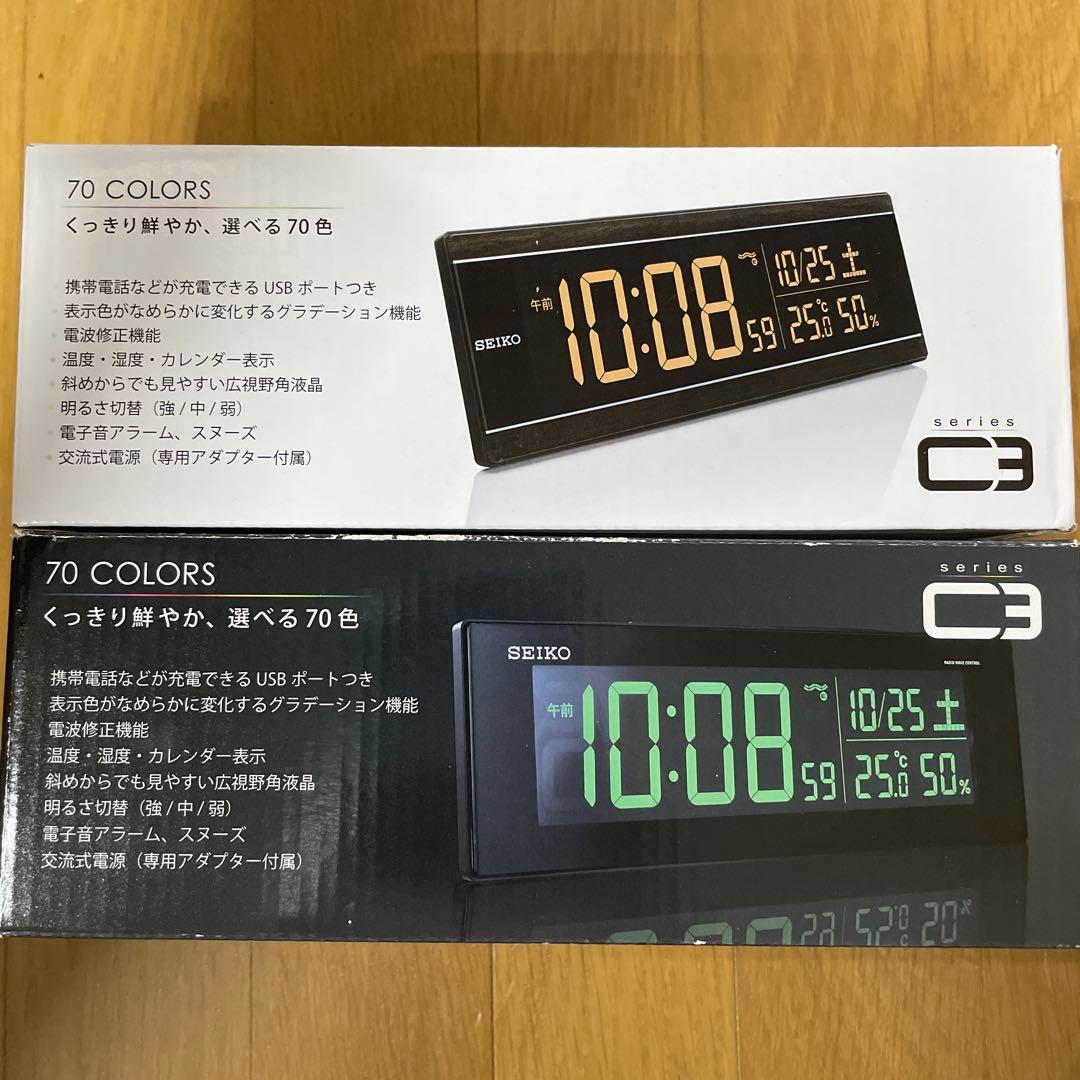 70 COLORS
くっきり鮮やか、選べる70色
携帯電話などが充電できるUSBポートつき
表示色がなめらかに変化するグラデーション機能
電波修正機能
温度・湿度・カレンダー表示
斜めからでも見やすい広視野角液晶
明るさ切替（強/中/弱）
電子音アラーム、スヌーズ
交流式電源（専用アダプター付属）
SEIKO
午前 10:08 59
10/25 土
25.0℃ 50%
series
C3
70 COLORS
くっきり鮮やか、選べる70色
携帯電話などが充電できるUSBポートつき
表示色がなめらかに変化するグラデーション機能
電波修正機能
温度・湿度・カレンダー表示
斜めからでも見やすい広視野角液晶
明るさ切替（強/中/弱）
電子音アラーム、スヌーズ
交流式電源（専用アダプター付属）
series
C3
SEIKO
RADIO WAVE CONTROL
午前 10:08 59
10/25 土
25.0℃ 50%